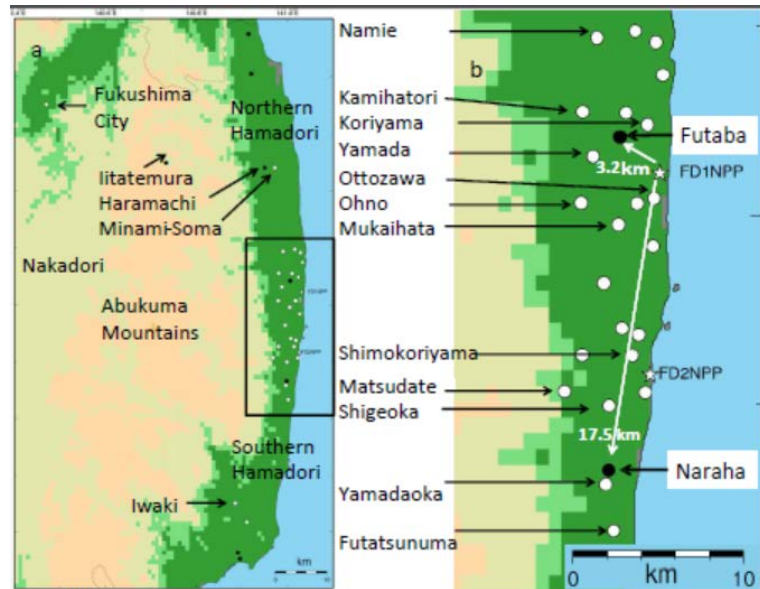 a
Fukushima
City
Northern
Hamadori
Iitatemura
Haramachi
Minami-Soma
Nakadori
Abukuma
Mountains
Southern
Hamadori
Iwaki
km
b
Namie
Kamihatori
Koriyama
Futaba
Yamada
3.2km
FD1NPP
Ottozawa
Ohno
Mukaihata
Shimokoriyama
FD2NPP
Matsudate
Shigeoka
17.5 km
Naraha
Yamadaoka
Futatsunuma
0 10
km